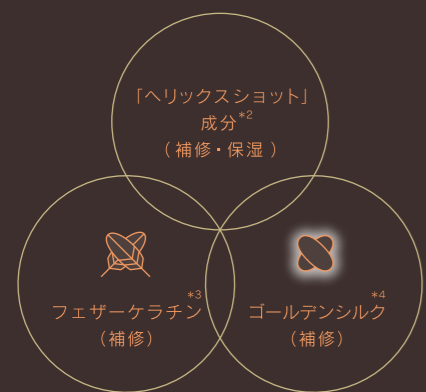 「ヘリックスショット」
成分*2
（補修・保湿）
フェザーケラチン*3
（補修）
ゴールデンシルク*4
（補修）